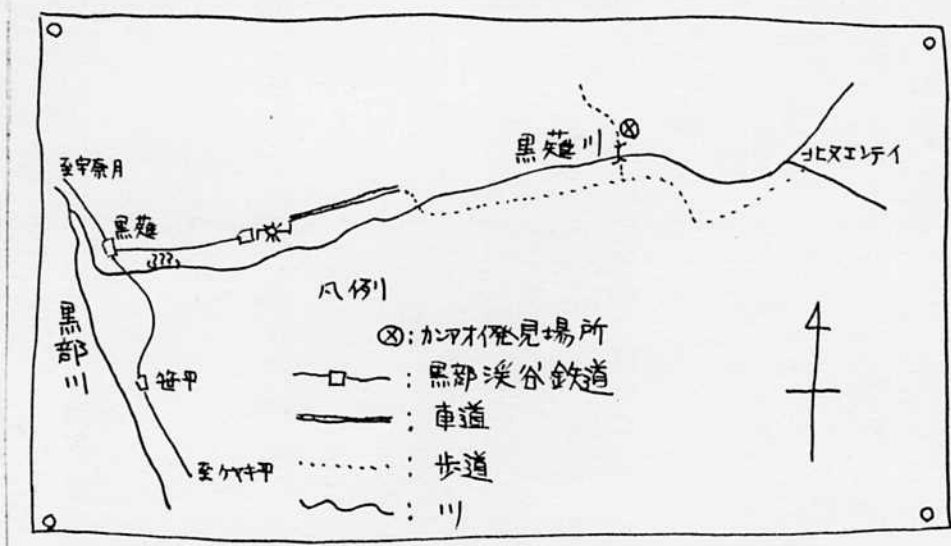 至宇奈月
黒薙
黒部川
笹平
至ケヤキ平
黒薙川
北又エンテイ
凡例
⊗:カンアオイ発見場所
:黒部渓谷鉄道
:車道
:歩道
:川